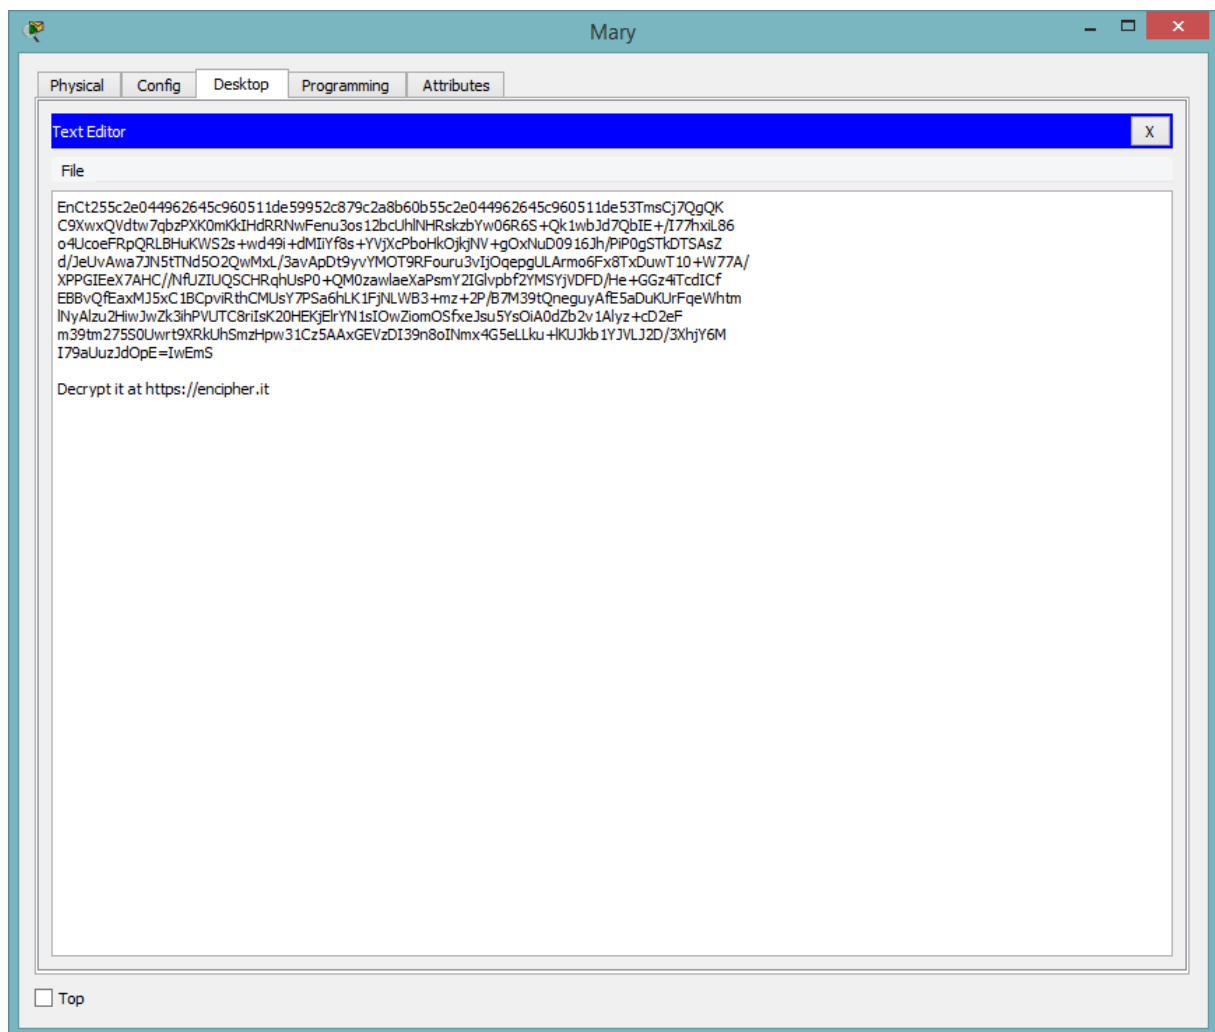 Mary
Physical Config Desktop Programming Attributes
Text Editor X
File
EnCt255c2e044962645c960511de59952c879c2a8b60b55c2e044962645c960511de53TmsCj7QgQK
C9XwxQVdtw7qbzPXK0mKkIHdRRNwFenu3os12bcUhlNHRskzbYw06R6S+Qk1wbJd7QbIE+/I77hxiL86
o4UcoeFRpQRLBHuKWS2s+wd49i+dMIiYf8s+YVjXcPboHkOjkjNV+gOxNuD0916Jh/PiP0gSTkDTSAsZ
d/JeUvAwa7JN5tTNd5O2QwMxL/3avApDt9yvYMOT9RFouru3vIjOqepgULArmo6Fx8TxDuwT10+W77A/
XPPGIEeX7AHC//NfUZIUQSCHRqhUsP0+QM0zawlaeXaPsmY2IGlvpbf2YMSYjVDFD/He+GGz4iTcdICf
EBBvQfEaxMJ5xC1BCpviRthCMUsY7PSa6hLK1FjNLWB3+mz+2P/B7M39tQneguyAfE5aDuKUrFqeWhtm
lNyAlzu2HiwJwZk3ihPVUTC8riIsK20HEKjElrYN1sIOwZiomOSfxeJsu5YsOiA0dZb2v1Alyz+cD2eF
m39tm275S0Uwrt9XRkUhSmzHpw31Cz5AAxGEVzDI39n8oINmx4G5eLLku+lKUJkb1YJVLJ2D/3XhjY6M
I79aUuzJdOpE=IwEmS
Decrypt it at https://encipher.it
Top